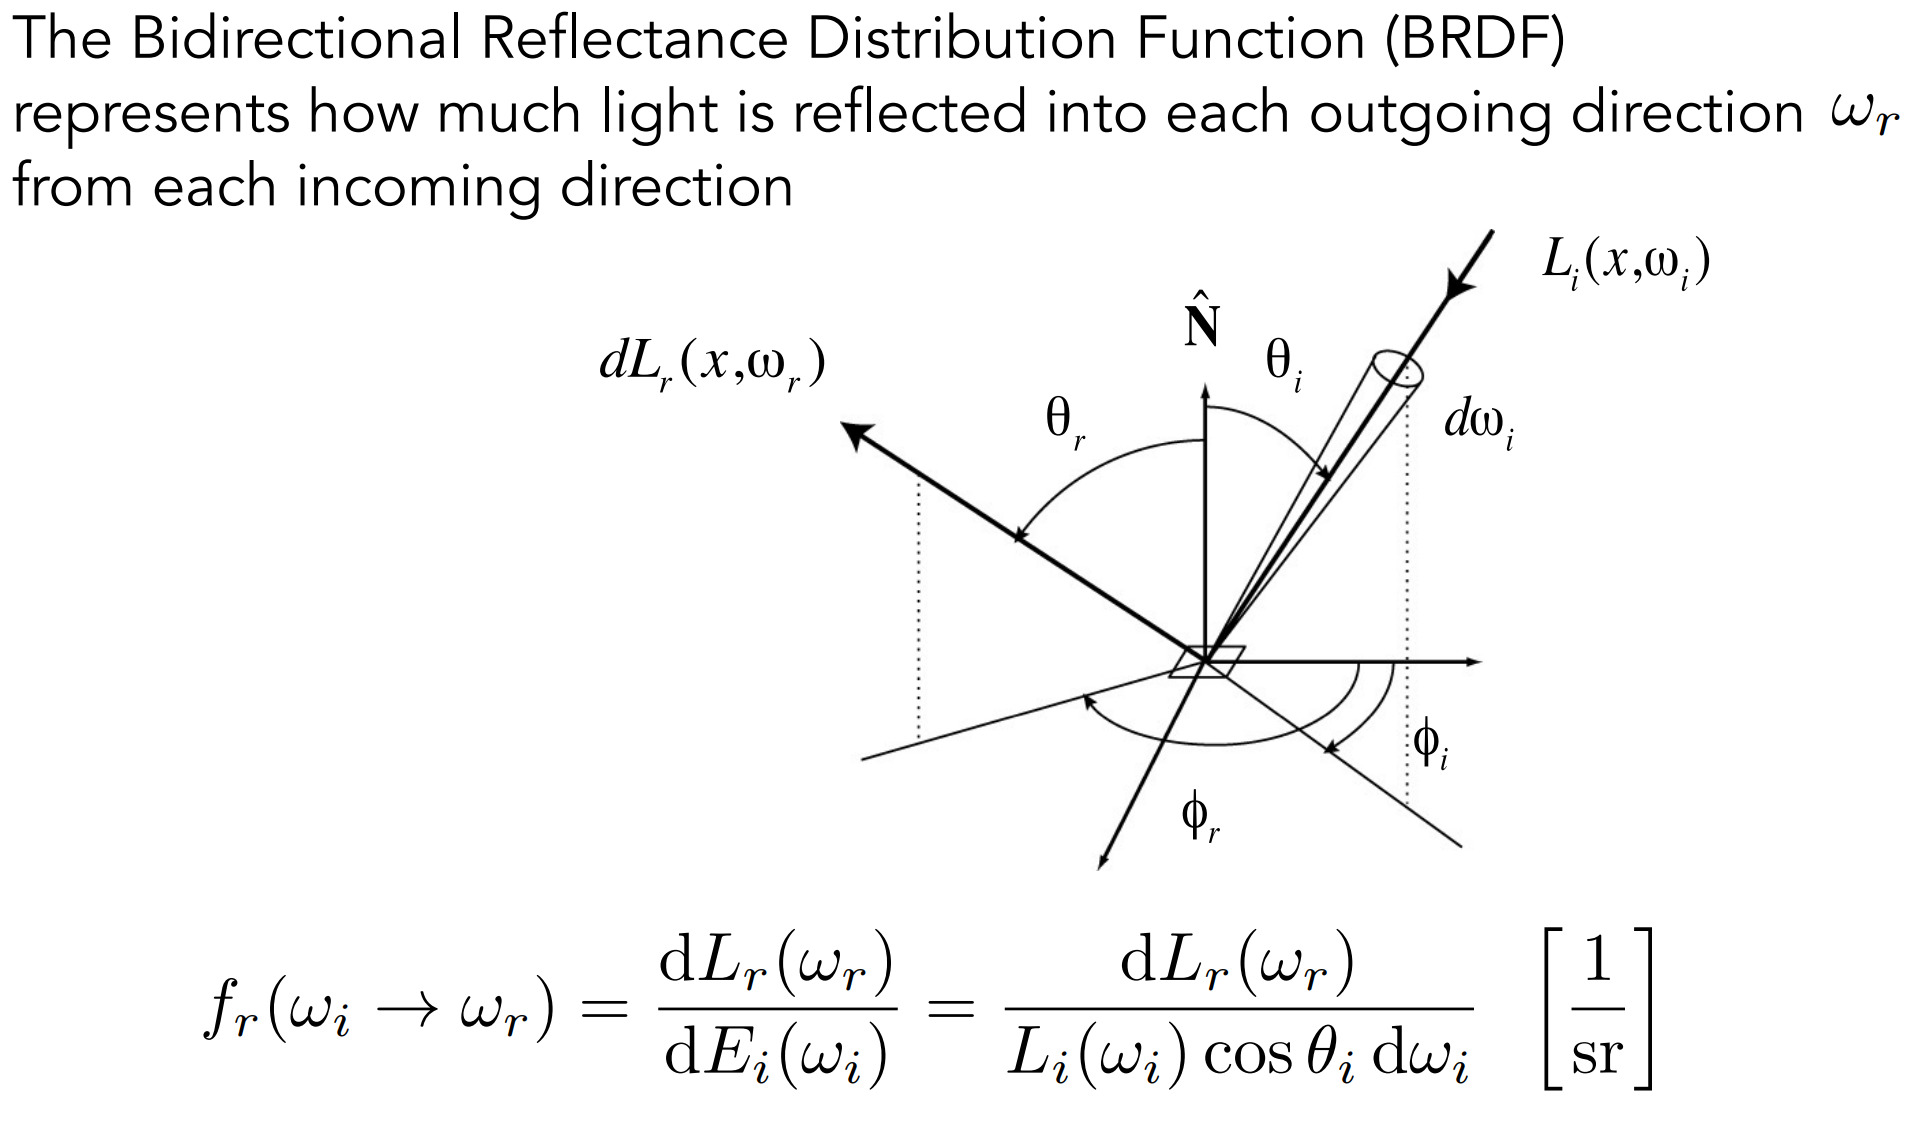 The Bidirectional Reflectance Distribution Function (BRDF)
represents how much light is reflected into each outgoing direction ωᵣ
from each incoming direction
Lᵢ(x,ωᵢ)
N̂
θᵢ
dLᵣ(x,ωᵣ)
θᵣ
dωᵢ
ϕᵢ
ϕᵣ
fᵣ(ωᵢ → ωᵣ) = dLᵣ(ωᵣ) / dEᵢ(ωᵢ) = dLᵣ(ωᵣ) / Lᵢ(ωᵢ) cos θᵢ dωᵢ [1/sr]